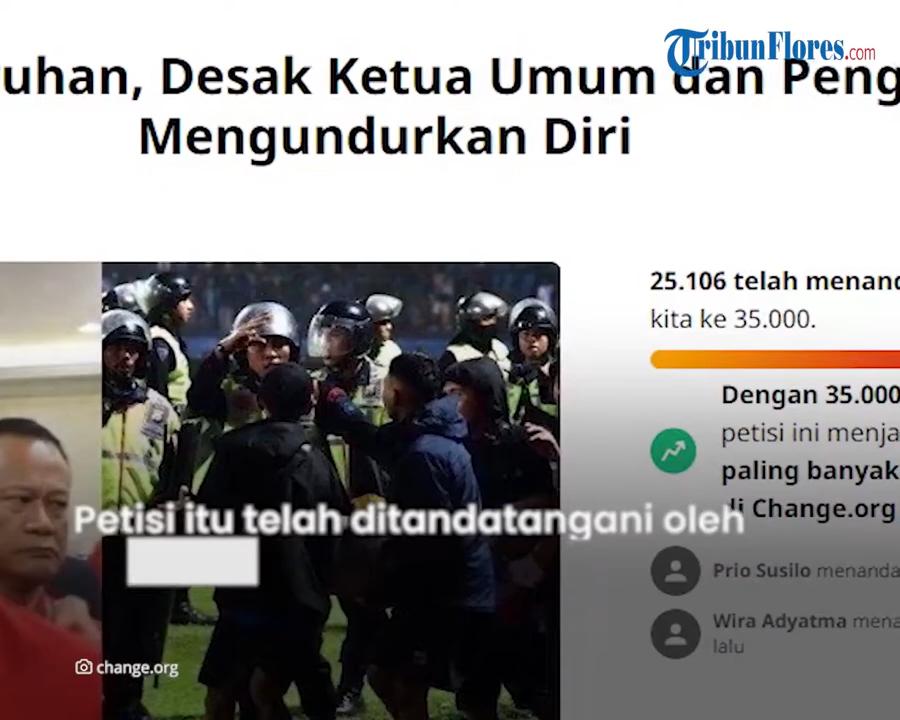 TribunFlores.com
uhan, Desak Ketua Umum dan Peng
Mengundurkan Diri
25.106 telah menand
kita ke 35.000.
Dengan 35.000
petisi ini menja
paling banyak
di Change.org
Petisi itu telah ditandatangani oleh
Prio Susilo menanda
Wira Adyatma mena
lalu
change.org